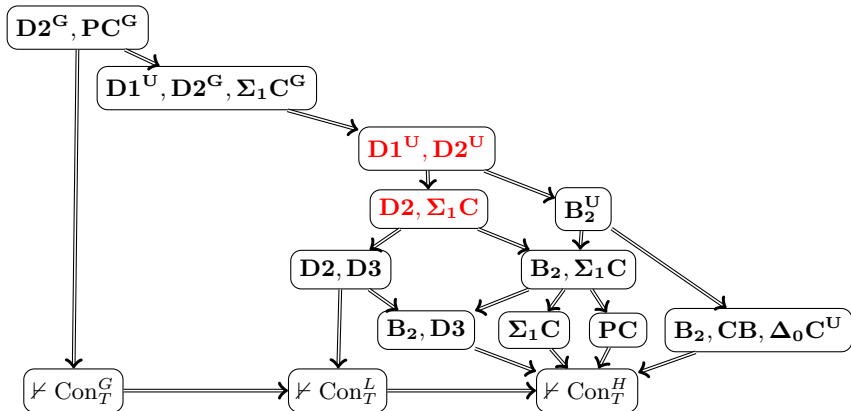 D2^G, PC^G
D1^U, D2^G, Σ₁C^G
D1^U, D2^U
D2, Σ₁C
B₂^U
D2, D3
B₂, Σ₁C
B₂, D3
Σ₁C
PC
B₂, CB, Δ₀C^U
⊬ Con_T^G
⊬ Con_T^L
⊬ Con_T^H